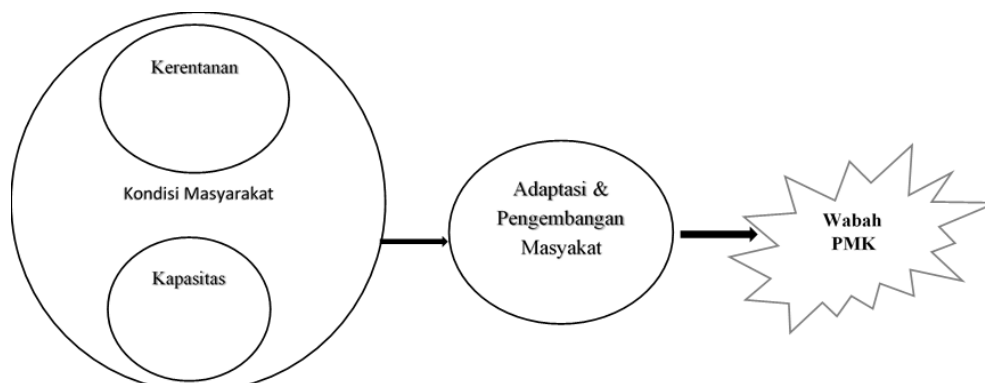 Kerentanan
Kondisi Masyarakat
Kapasitas
Adaptasi &
Pengembangan
Masyakat
Wabah
PMK